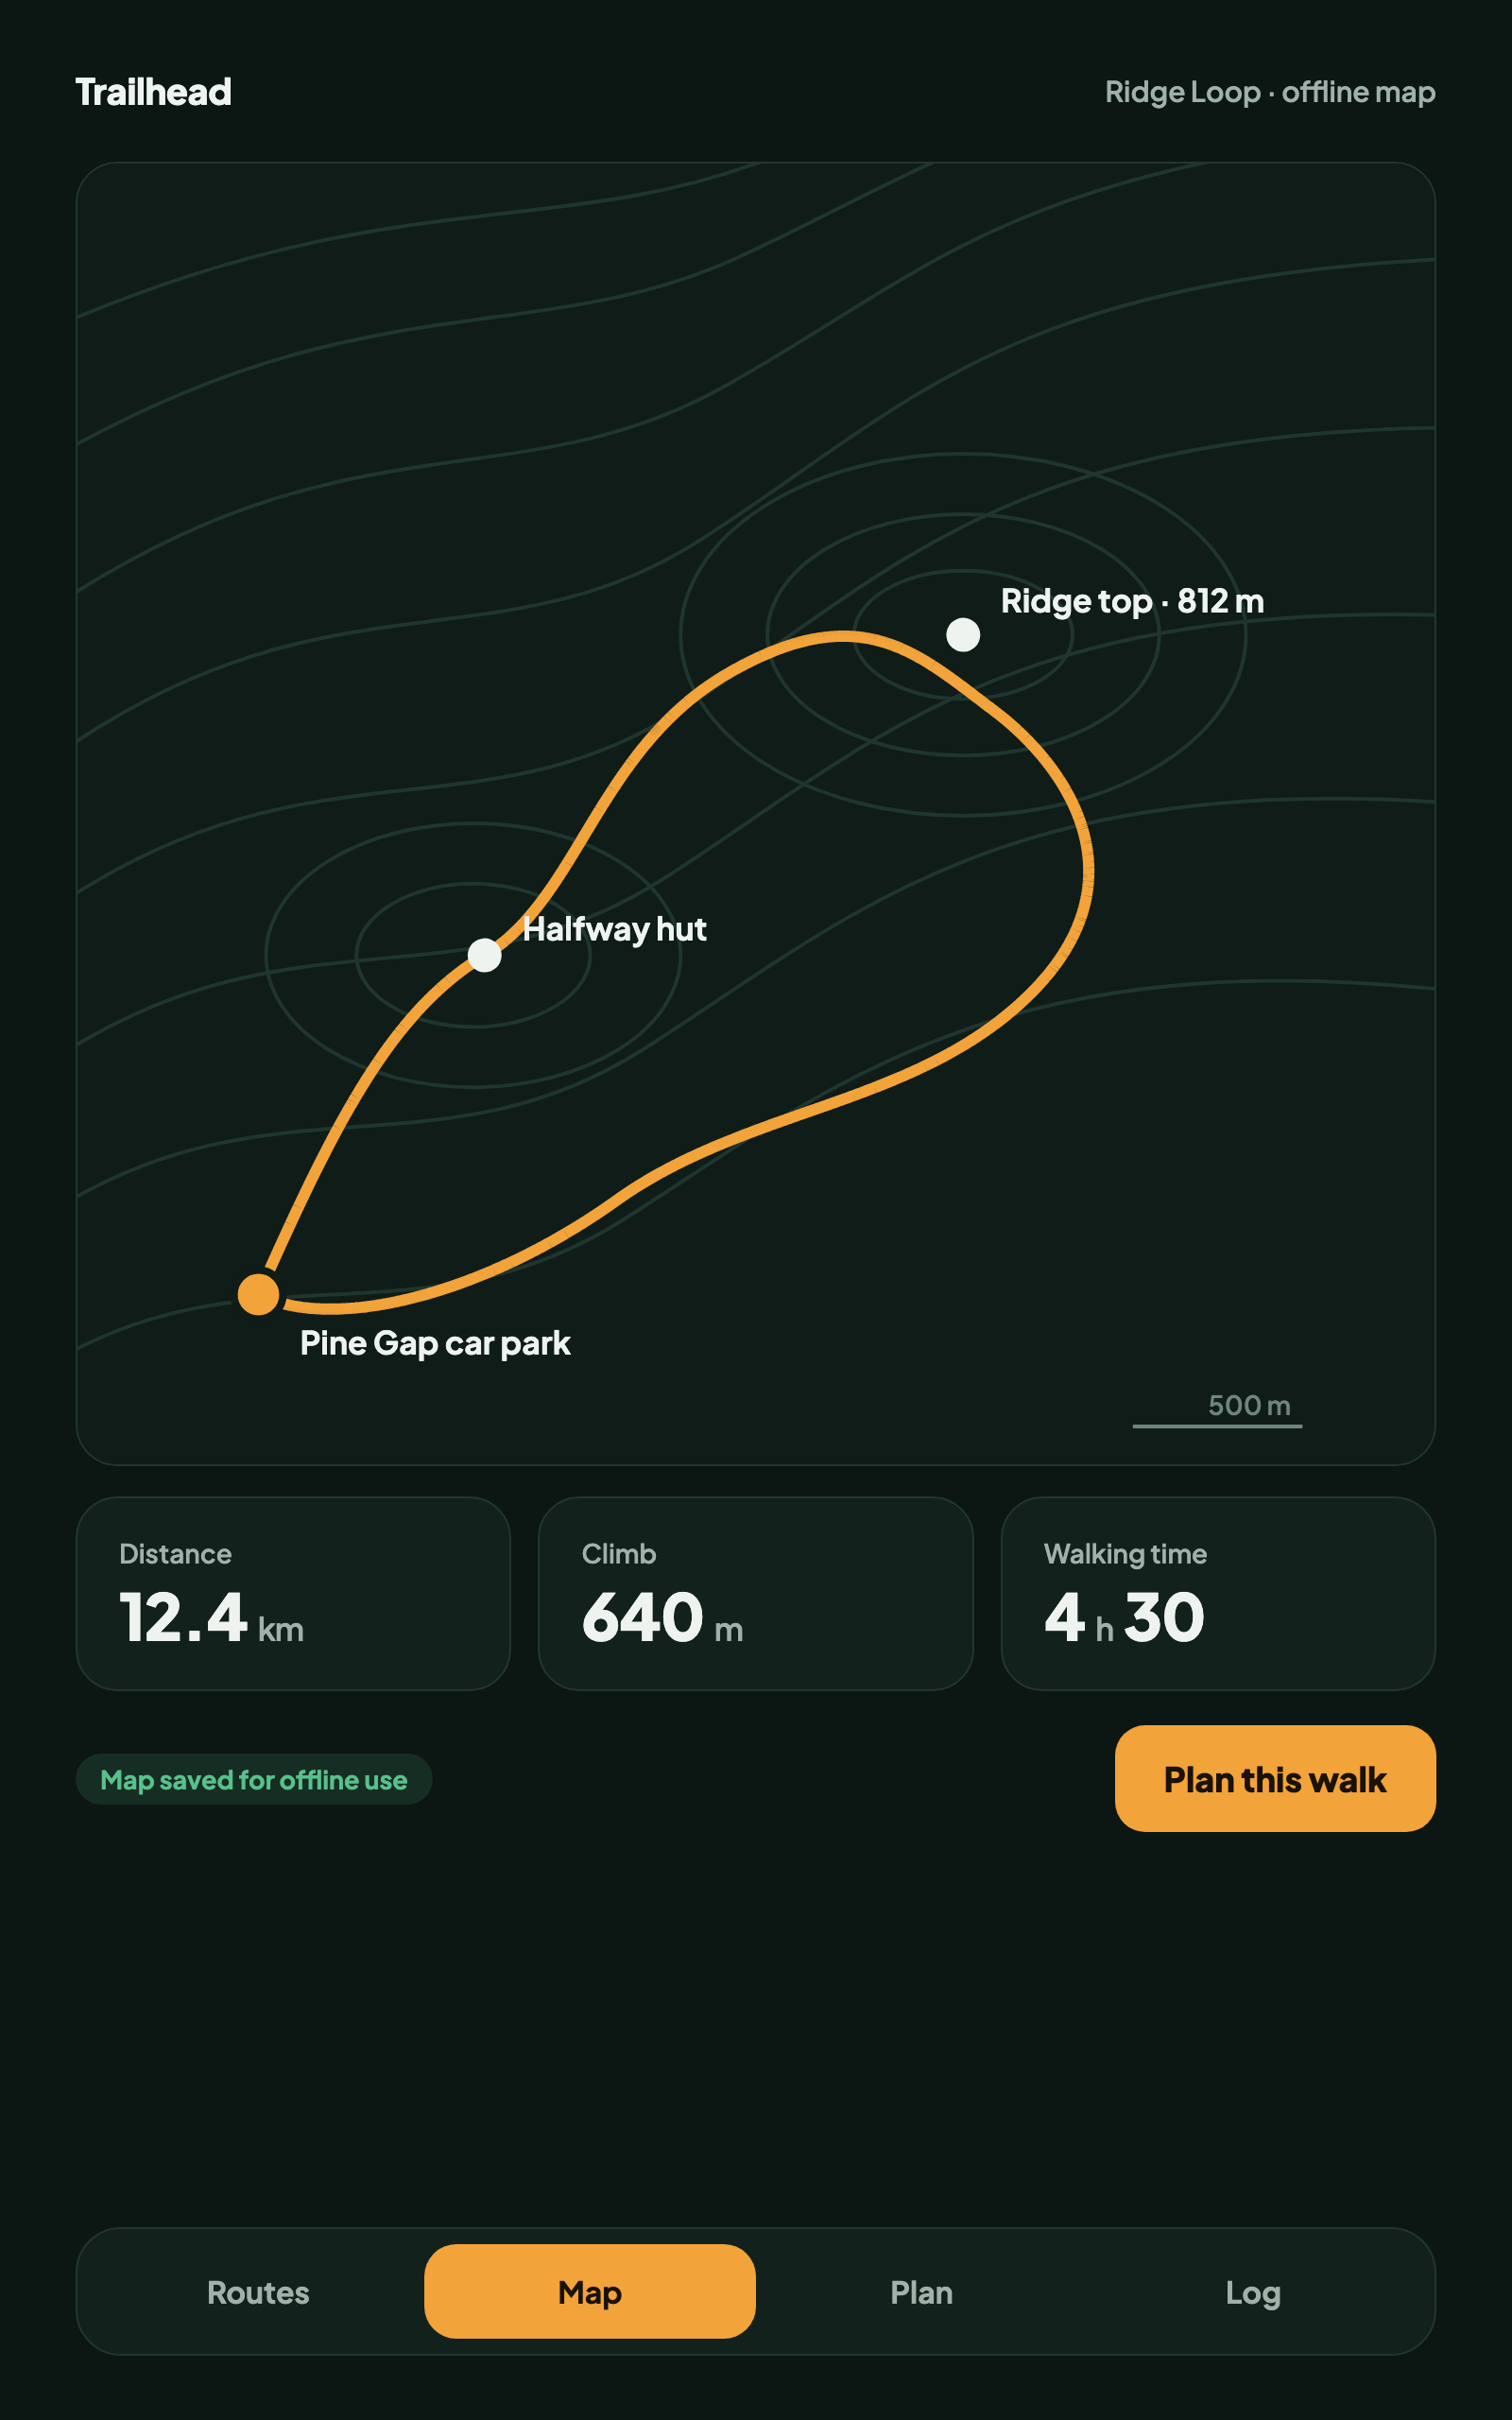 Trailhead
Ridge Loop · offline map
Ridge top · 812 m
Halfway hut
Pine Gap car park
500 m
Distance
12.4 km
Climb
640 m
Walking time
4 h 30
Map saved for offline use
Plan this walk
Routes
Map
Plan
Log